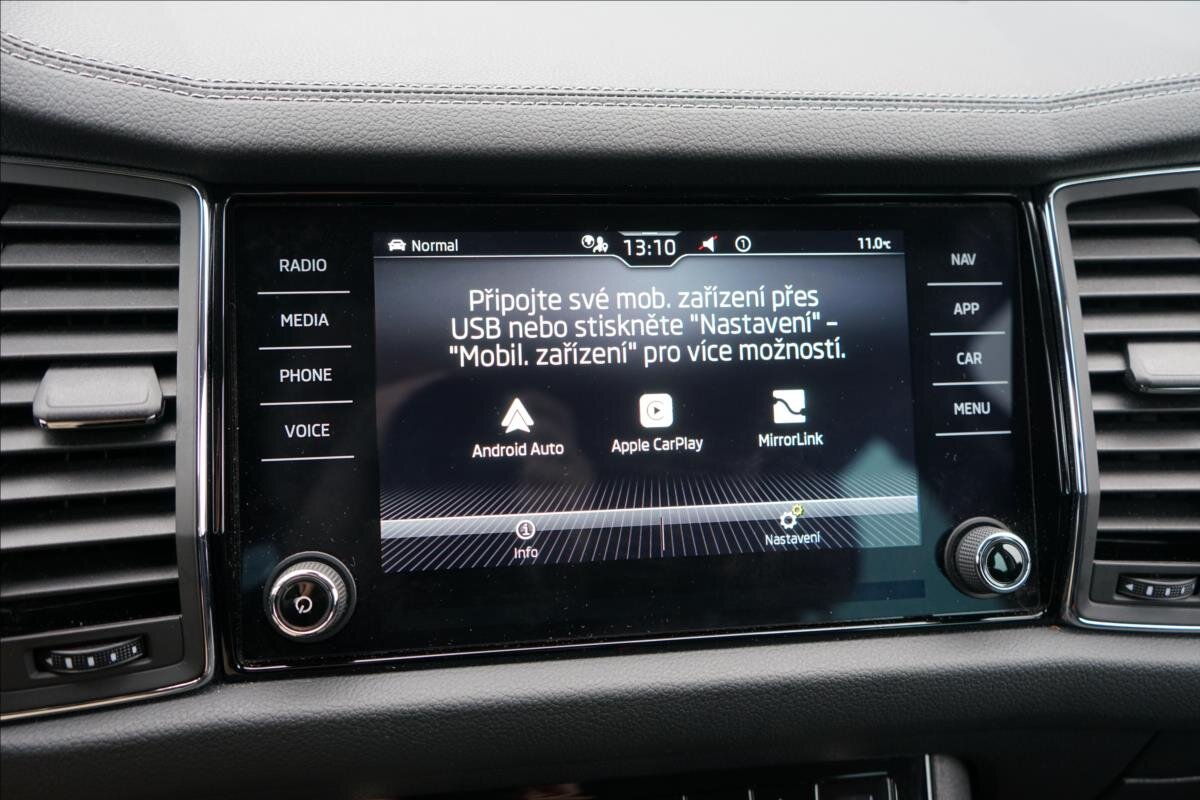 Normal 13:10 1 11.0°C
RADIO
MEDIA
PHONE
VOICE
Připojte své mob. zařízení přes
USB nebo stiskněte "Nastavení" –
"Mobil. zařízení" pro více možností.
Android Auto Apple CarPlay MirrorLink
Info Nastavení
NAV
APP
CAR
MENU